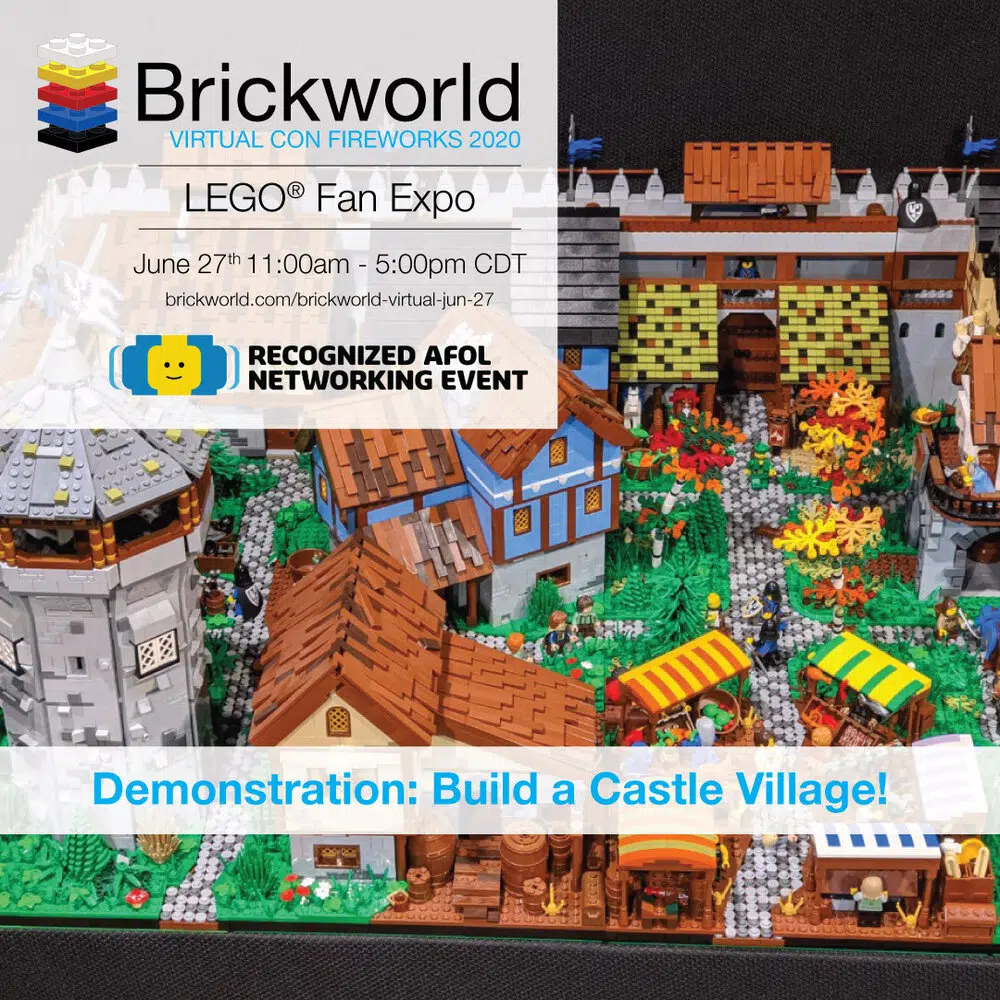 Brickworld
VIRTUAL CON FIREWORKS 2020
LEGO® Fan Expo
June 27th 11:00am - 5:00pm CDT
brickworld.com/brickworld-virtual-jun-27
RECOGNIZED AFOL
NETWORKING EVENT
Demonstration: Build a Castle Village!